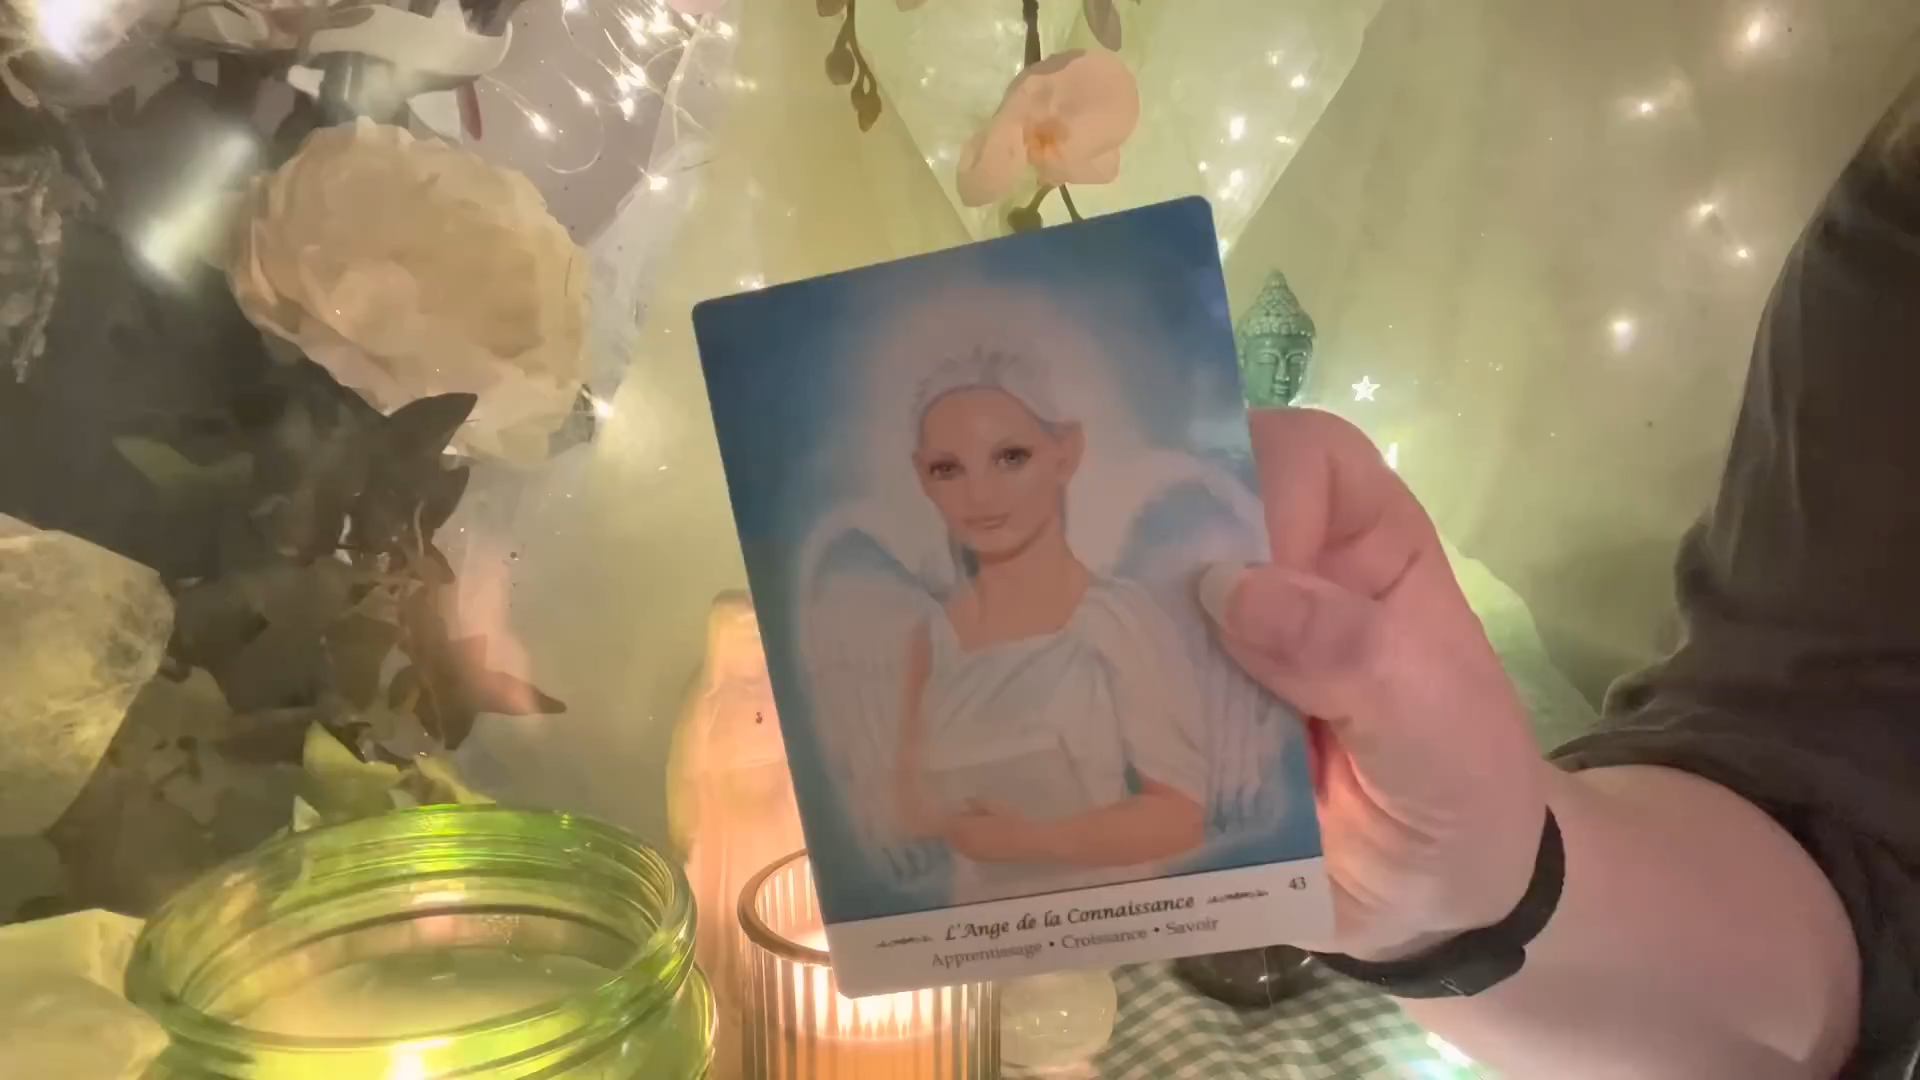 L'Ange de la Connaissance 43
Apprentissage • Croissance • Savoir